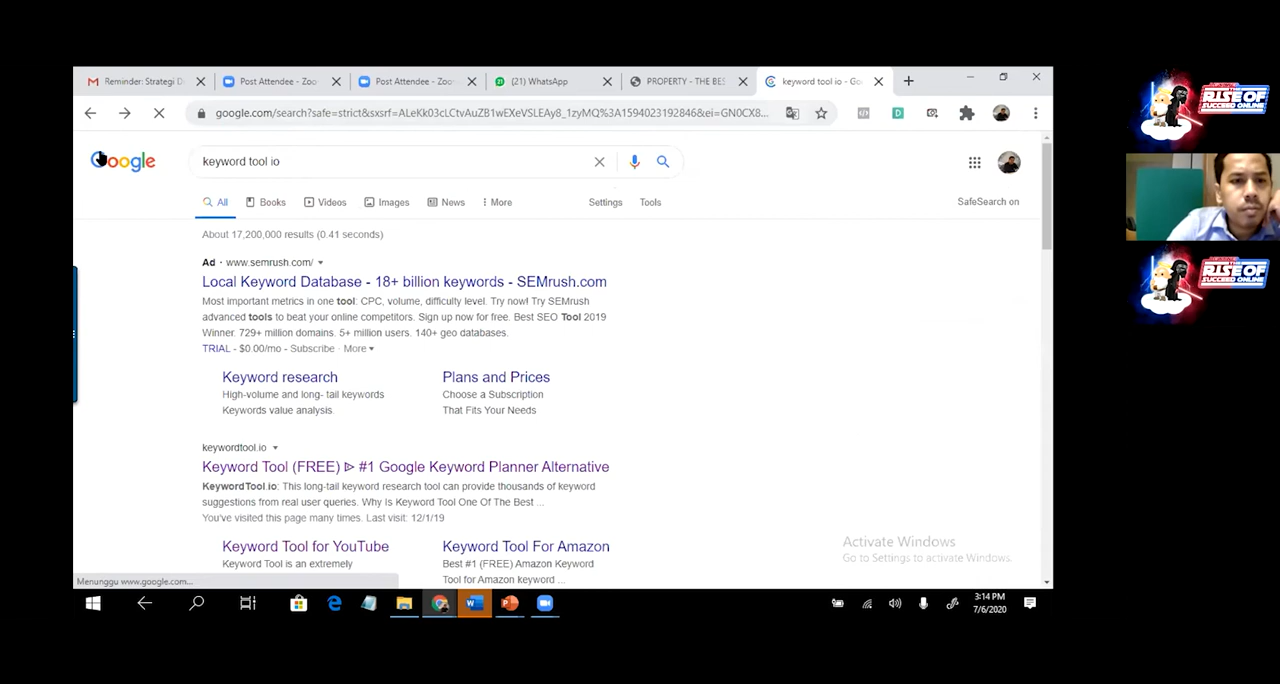 Reminder: Strategi D
Post Attendee - Zoo
Post Attendee - Zoo
(21) WhatsApp
PROPERTY - THE BES
keyword tool io - Go
google.com/search?safe=strict&sxsrf=ALeKk03cLCtvAuZB1wEXeVSLEAy8_1zyMQ%3A1594023192846&ei=GN0CX8...
Google
keyword tool io
All
Books
Videos
Images
News
More
Settings
Tools
SafeSearch on
About 17,200,000 results (0.41 seconds)
Ad · www.semrush.com/
Local Keyword Database - 18+ billion keywords - SEMrush.com
Most important metrics in one tool: CPC, volume, difficulty level. Try now! Try SEMrush
advanced tools to beat your online competitors. Sign up now for free. Best SEO Tool 2019
Winner. 729+ million domains. 5+ million users. 140+ geo databases.
TRIAL - $0.00/mo - Subscribe · More
Keyword research
High-volume and long- tail keywords
Keywords value analysis
Plans and Prices
Choose a Subscription
That Fits Your Needs
keywordtool.io
Keyword Tool (FREE) ᐉ #1 Google Keyword Planner Alternative
KeywordTool.io: This long-tail keyword research tool can provide thousands of keyword
suggestions from real user queries. Why Is Keyword Tool One Of The Best ...
You've visited this page many times. Last visit: 12/1/19
Keyword Tool for YouTube
Keyword Tool is an extremely
Keyword Tool For Amazon
Best #1 (FREE) Amazon Keyword
Tool for Amazon keyword ...
Activate Windows
Go to Settings to activate Windows.
Menunggu www.google.com...
3:14 PM
7/6/2020
RISE OF
SUCCEED ONLINE
RISE OF
SUCCEED ONLINE